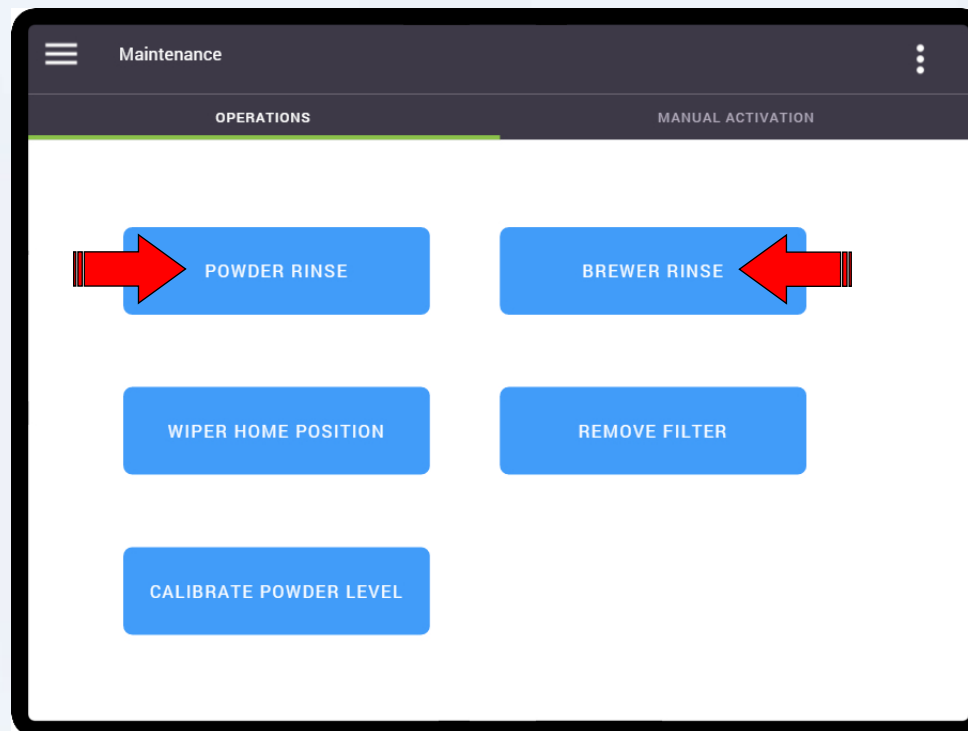 Maintenance
OPERATIONS
MANUAL ACTIVATION
POWDER RINSE
BREWER RINSE
WIPER HOME POSITION
REMOVE FILTER
CALIBRATE POWDER LEVEL